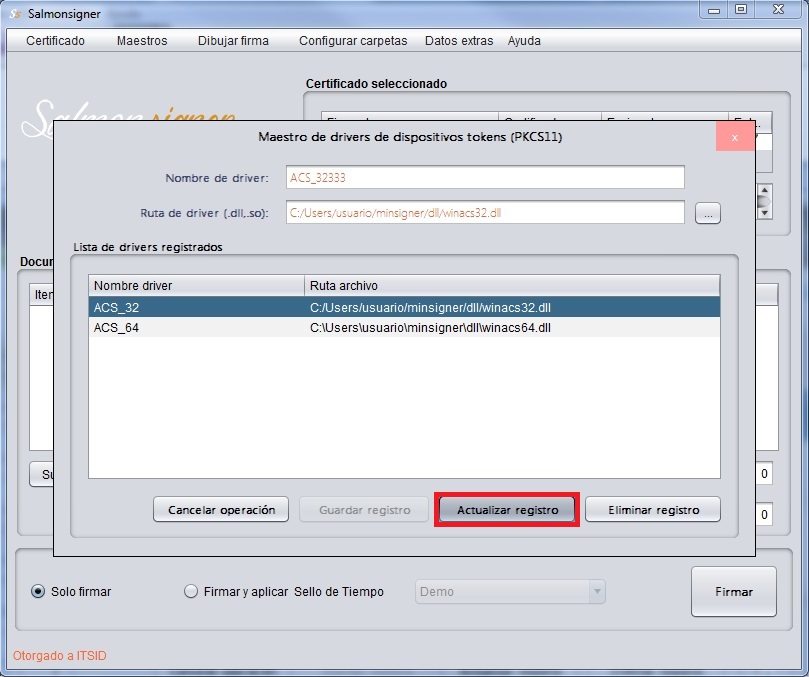 Salmonsigner
Certificado Maestros Dibujar firma Configurar carpetas Datos extras Ayuda
Certificado seleccionado
Maestro de drivers de dispositivos tokens (PKCS11) x
Nombre de driver: ACS_32333
Ruta de driver (.dll,.so): C:/Users/usuario/minsigner/dll/winacs32.dll ...
Lista de drivers registrados
Docur
Iter
Nombre driver Ruta archivo
ACS_32 C:/Users/usuario/minsigner/dll/winacs32.dll
ACS_64 C:\Users\usuario\minsigner\dll\winacs64.dll
Su 0
Cancelar operación Guardar registro Actualizar registro Eliminar registro 0
Solo firmar Firmar y aplicar Sello de Tiempo Demo Firmar
Otorgado a ITSID